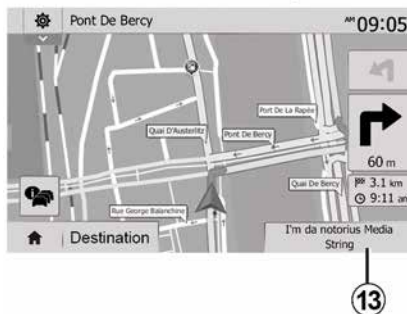 Pont De Bercy
AM 09:05
Port De La Rapée
Quai D'Austerlitz
Pont De Bercy
60 m
Quai De Bercy
3.1 km
9:11 am
Rue George Balanchine
Destination
I'm da notorius Media
String
13